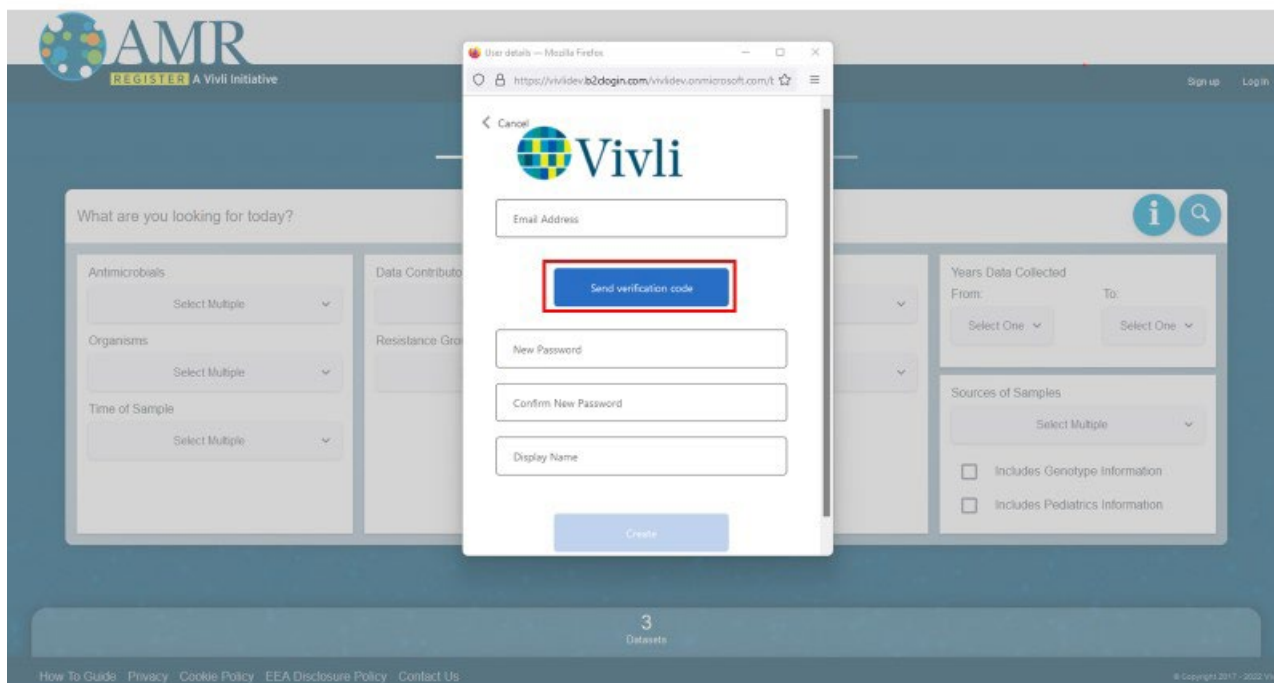 AMR
REGISTER A Vivli Initiative
Sign up Log In
User details — Mozilla Firefox
https://vivlidev.b2clogin.com/vivlidev.onmicrosoft.com/t
Cancel
Vivli
Email Address
Send verification code
New Password
Confirm New Password
Display Name
Create
What are you looking for today?
Antimicrobials
Select Multiple
Organisms
Select Multiple
Time of Sample
Select Multiple
Data Contributo
Resistance Gro
Years Data Collected
From: To:
Select One Select One
Sources of Samples
Select Multiple
Includes Genotype Information
Includes Pediatrics Information
3
Datasets
How To Guide Privacy Cookie Policy EEA Disclosure Policy Contact Us
© Copyright 2017 - 2022 Viv